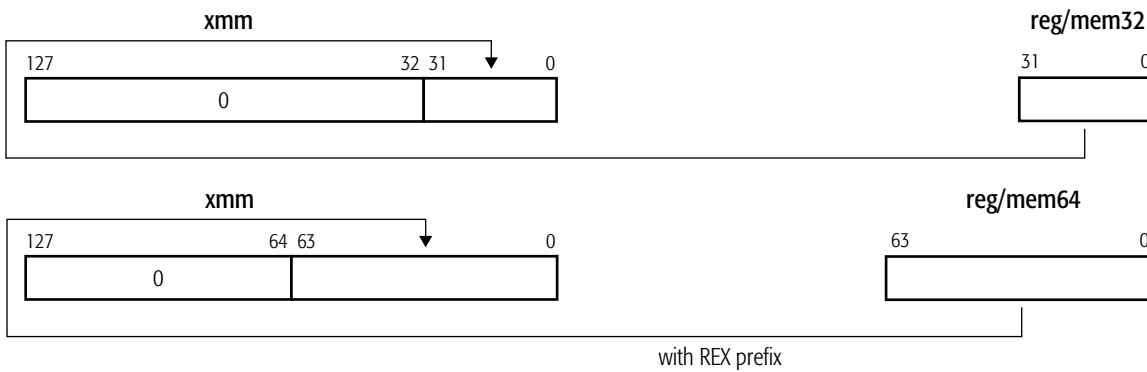 xmm reg/mem32
127 32 31 0 31 0
0
xmm reg/mem64
127 64 63 0 63 0
0
with REX prefix